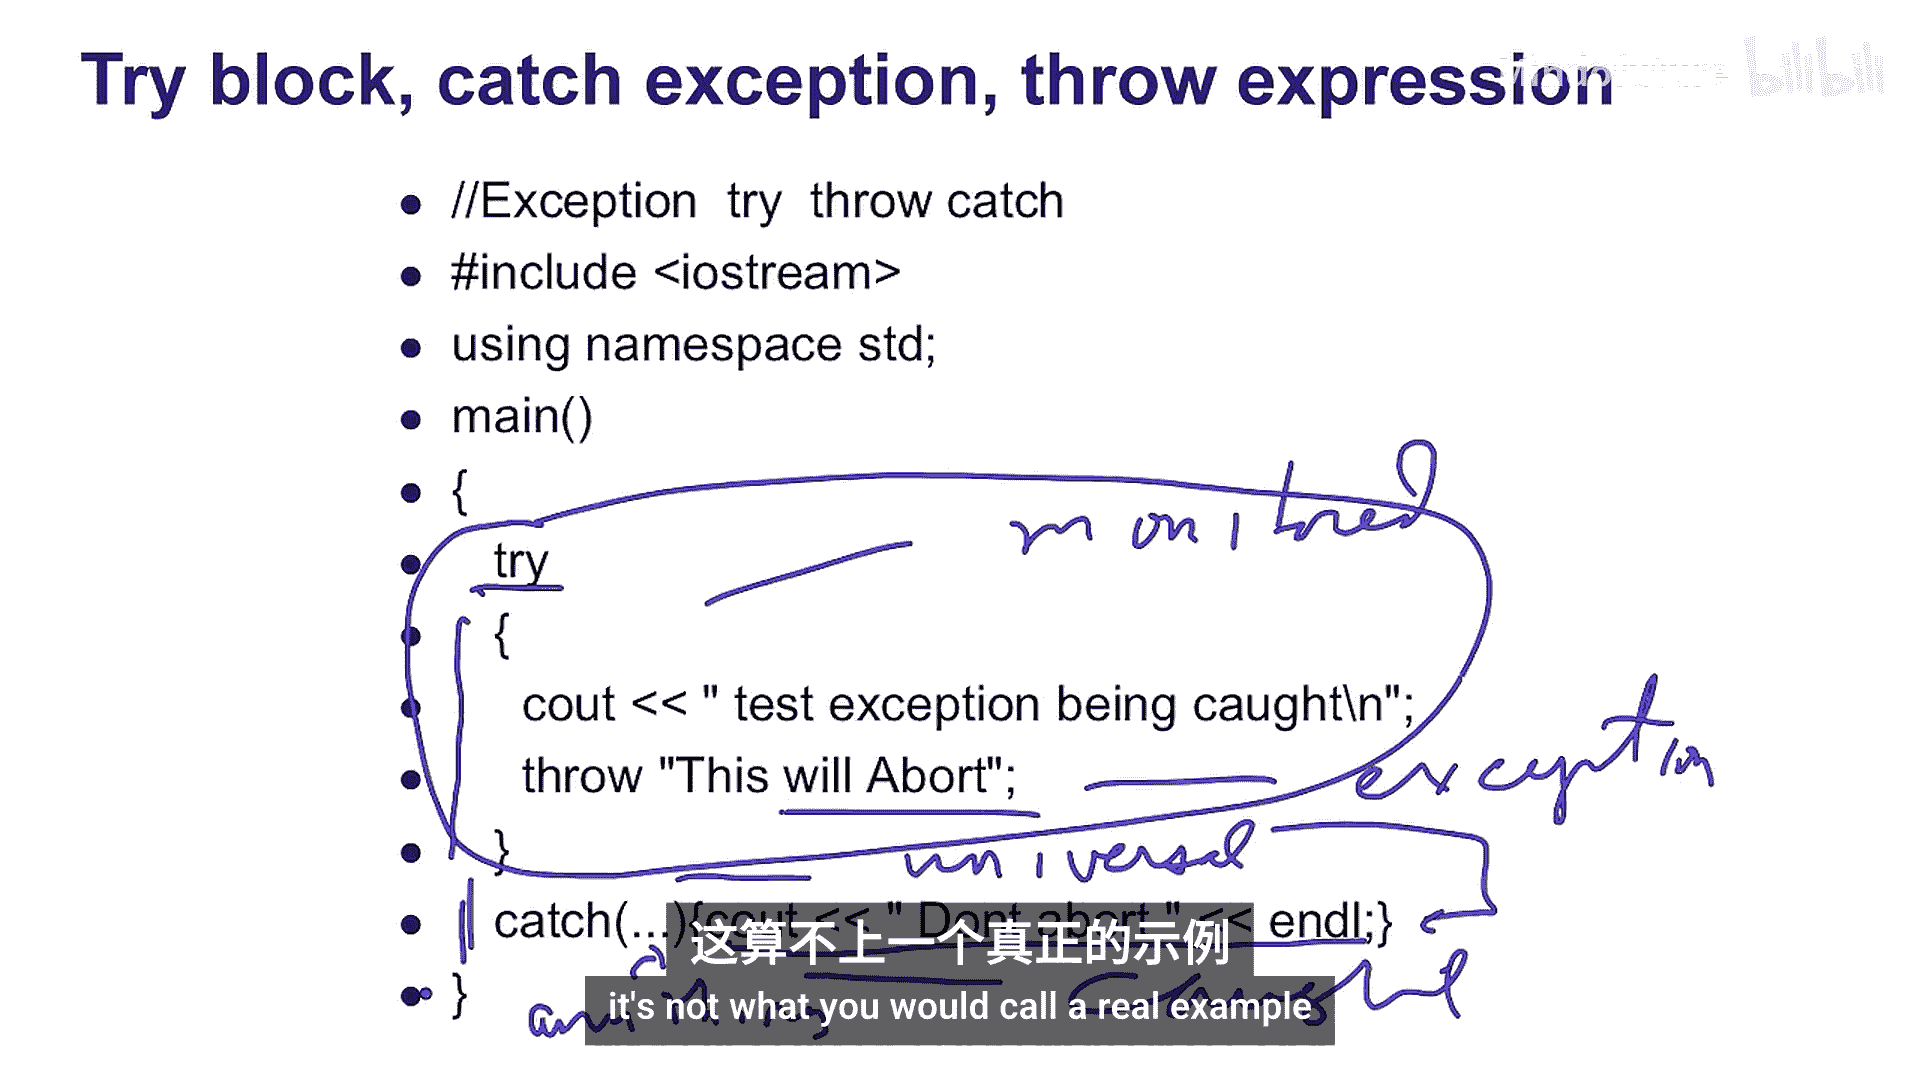 Try block, catch exception, throw expression
bilibili
• //Exception try throw catch
• #include <iostream>
• using namespace std;
• main()
• {
monitored
• try
• {
• cout << " test exception being caught\n";
• throw "This will Abort";
exception
• }
universal
• catch(...){cout << " Dont abort " << endl;}
这算不上一个真正的示例
• }
it's not what you would call a real example